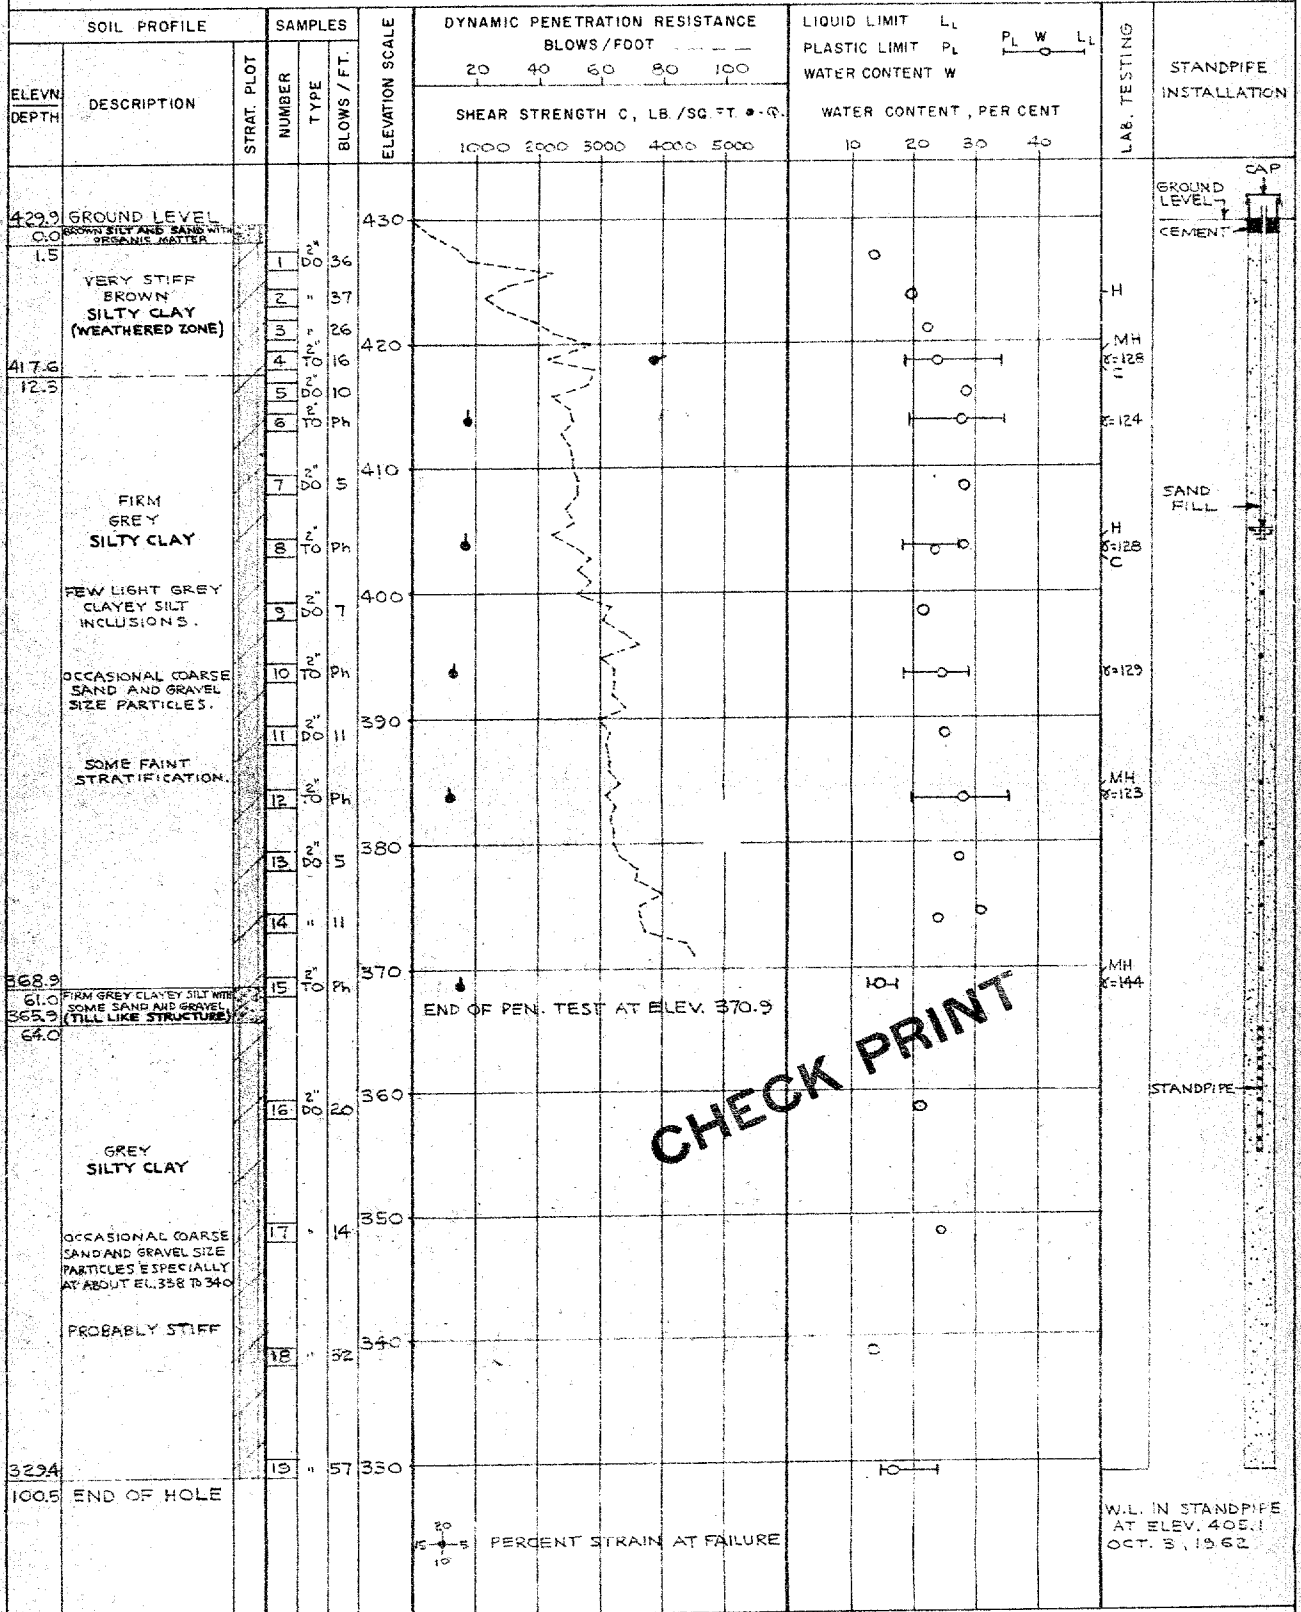 SOIL PROFILE
SAMPLES
ELEVATION SCALE
DYNAMIC PENETRATION RESISTANCE
BLOWS / FOOT
20 40 60 80 100
SHEAR STRENGTH C, LB./SQ. FT.
1000 2000 3000 4000 5000
LIQUID LIMIT LL
PLASTIC LIMIT PL
WATER CONTENT W
PL W LL
WATER CONTENT, PER CENT
10 20 30 40
LAB. TESTING
STANDPIPE
INSTALLATION
ELEVN
DEPTH
DESCRIPTION
STRAT. PLOT
NUMBER
TYPE
BLOWS / FT.
429.9 GROUND LEVEL
0.0 BROWN SILT AND SAND WITH
ORGANIC MATTER
1.5
VERY STIFF
BROWN
SILTY CLAY
(WEATHERED ZONE)
417.6
12.3
FIRM
GREY
SILTY CLAY
FEW LIGHT GREY
CLAYEY SILT
INCLUSIONS.
OCCASIONAL COARSE
SAND AND GRAVEL
SIZE PARTICLES.
SOME FAINT
STRATIFICATION.
368.9
61.0 FIRM GREY CLAYEY SILT WITH
SOME SAND AND GRAVEL
365.9 (TILL LIKE STRUCTURE)
64.0
GREY
SILTY CLAY
OCCASIONAL COARSE
SAND AND GRAVEL SIZE
PARTICLES ESPECIALLY
AT ABOUT EL. 338 TO 340
PROBABLY STIFF
329.4
100.5 END OF HOLE
1 2" DO 36
2 " 37
3 " 26
4 2" TO 16
5 2" DO 10
6 2" TO Ph
7 2" DO 5
8 2" TO Ph
9 2" DO 7
10 2" TO Ph
11 2" DO 11
12 2" TO Ph
13 2" DO 5
14 " 11
15 2" TO Ph
16 2" DO 20
17 " 14
18 " 52
19 " 57
430
420
410
400
390
380
370
360
350
340
330
END OF PEN. TEST AT ELEV. 370.9
CHECK PRINT
20
15 5
10
PERCENT STRAIN AT FAILURE
H
MH
γ=128
γ=124
H
γ=128
C
γ=129
MH
γ=123
MH
γ=144
CAP
GROUND
LEVEL
CEMENT
SAND
FILL
STANDPIPE
W.L. IN STANDPIPE
AT ELEV. 405.1
OCT. 3, 1962